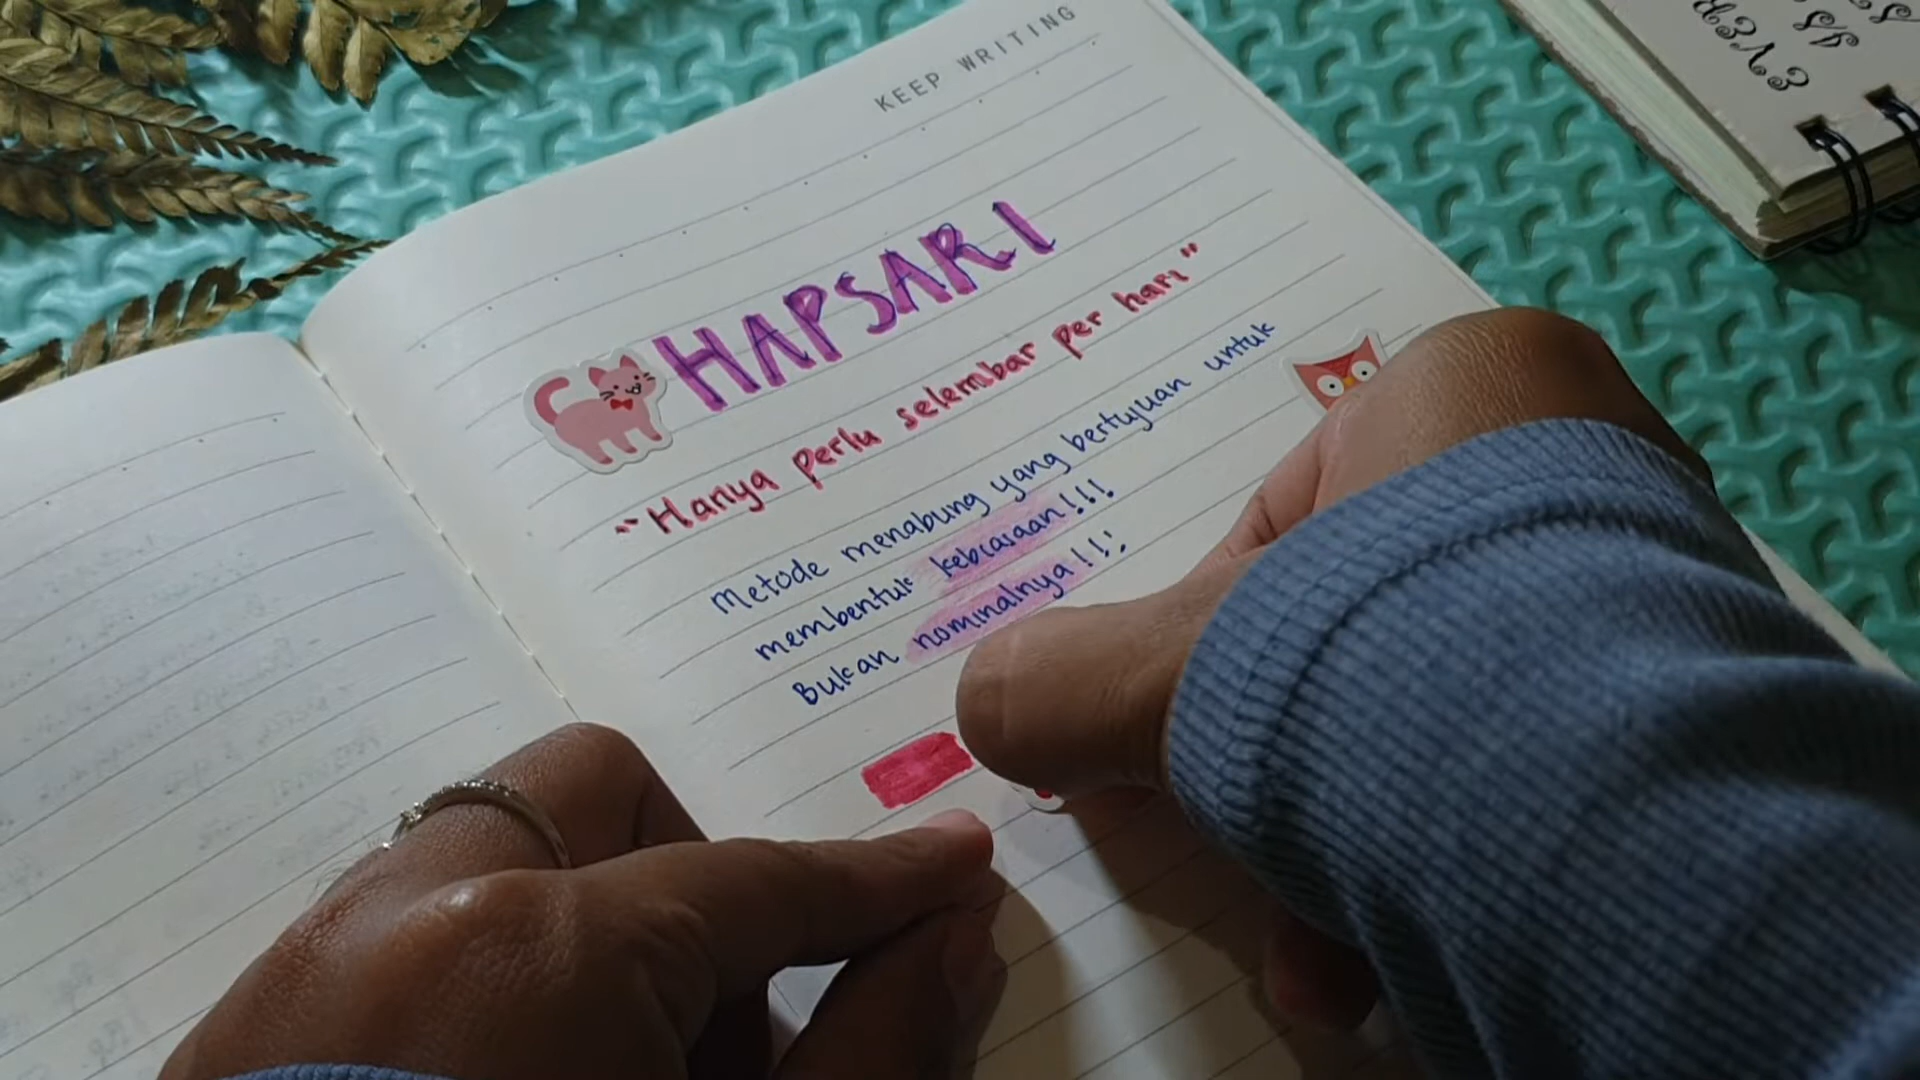 KEEP WRITING
HAPSARI
"Hanya perlu selembar per hari"
Metode menabung yang bertujuan untuk
membentuk kebiasaan!!!
Bukan nominalnya!!!